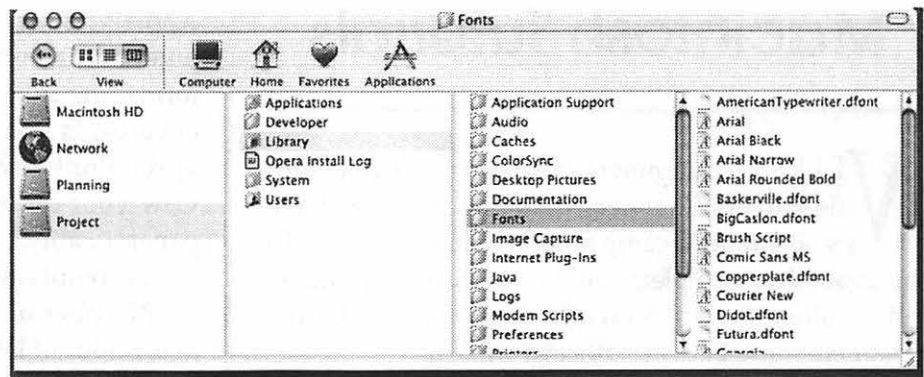 Fonts
Back View Computer Home Favorites Applications
Macintosh HD
Network
Planning
Project
Applications
Developer
Library
Opera Install Log
System
Users
Application Support
Audio
Caches
ColorSync
Desktop Pictures
Documentation
Fonts
Image Capture
Internet Plug-Ins
Java
Logs
Modem Scripts
Preferences
Printers
AmericanTypewriter.dfont
Arial
Arial Black
Arial Narrow
Arial Rounded Bold
Baskerville.dfont
BigCaslon.dfont
Brush Script
Comic Sans MS
Copperplate.dfont
Courier New
Didot.dfont
Futura.dfont
Georgia